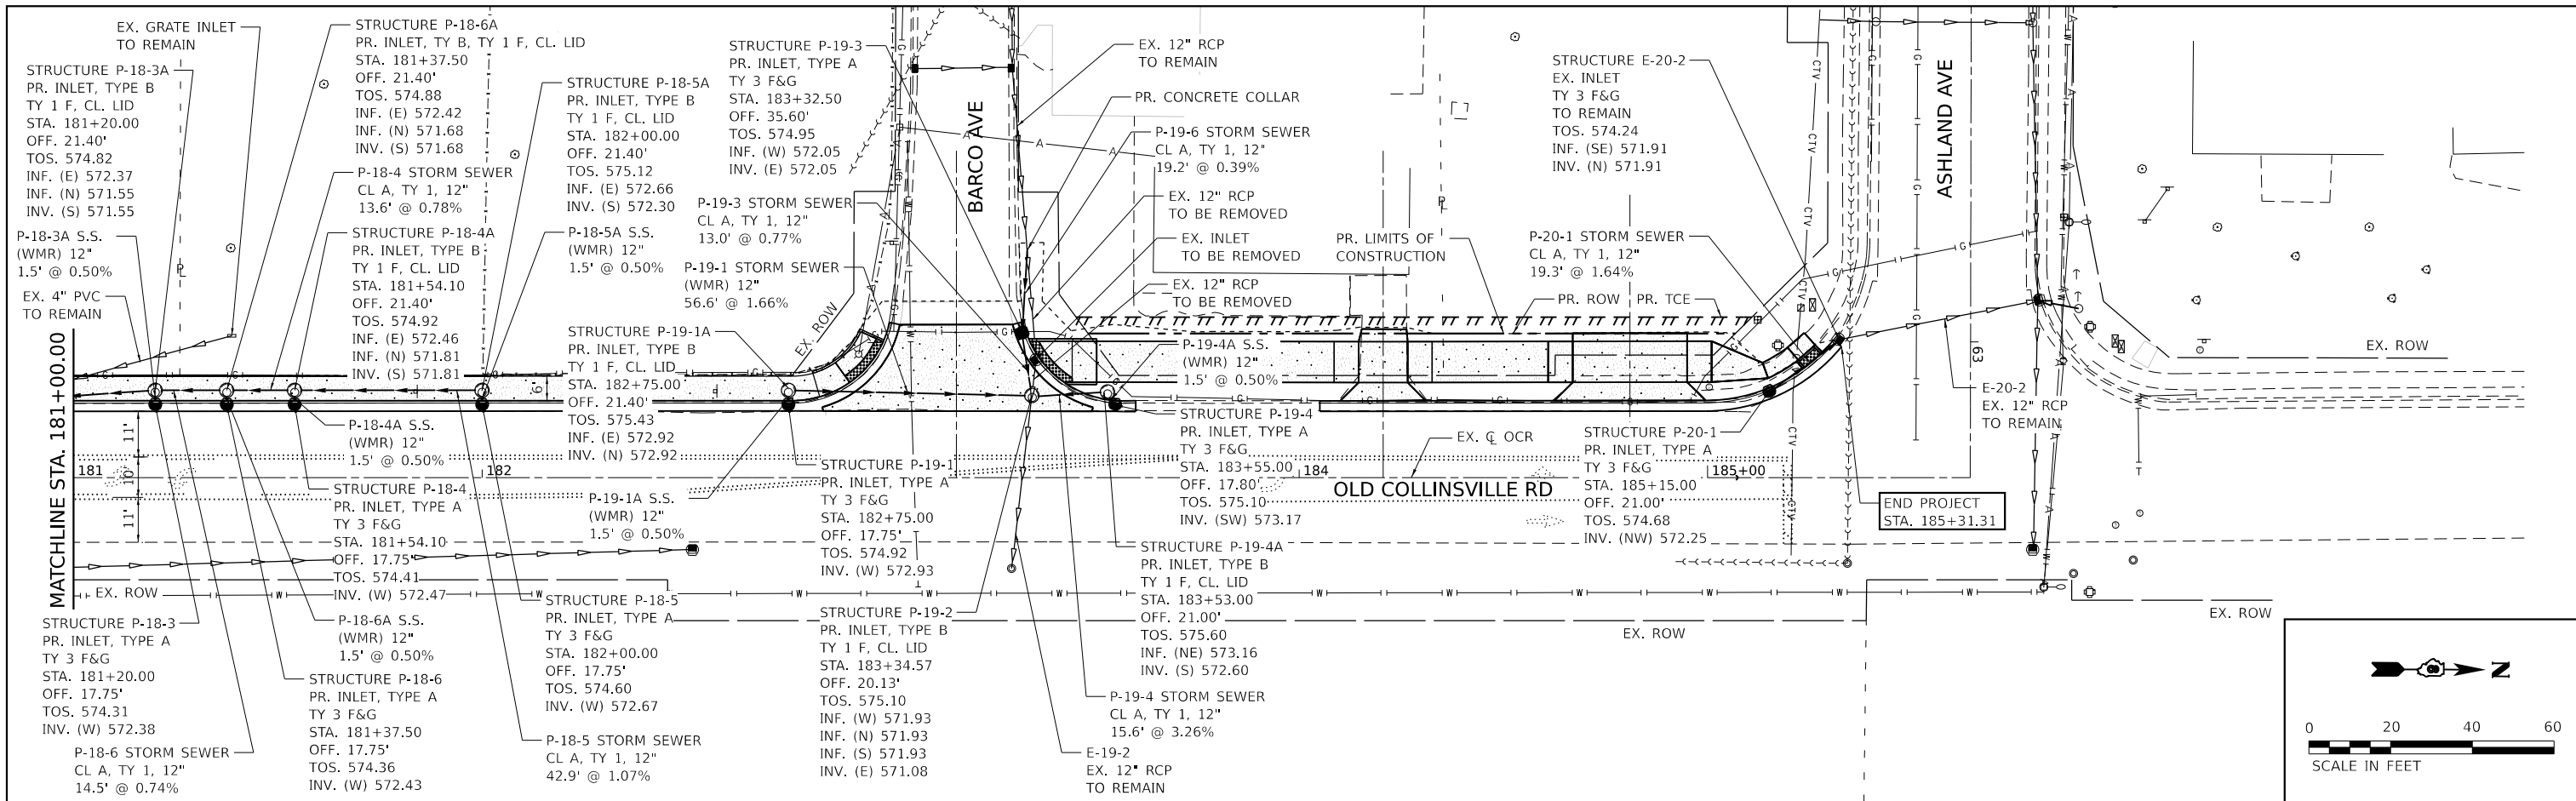 EX. GRATE INLET
TO REMAIN
STRUCTURE P-18-3A
PR. INLET, TYPE B
TY 1 F, CL. LID
STA. 181+20.00
OFF. 21.40'
TOS. 574.82
INF. (E) 572.37
INF. (N) 571.55
INV. (S) 571.55
P-18-3A S.S.
(WMR) 12"
1.5' @ 0.50%
EX. 4" PVC
TO REMAIN
STRUCTURE P-18-6A
PR. INLET, TY B, TY 1 F, CL. LID
STA. 181+37.50
OFF. 21.40'
TOS. 574.88
INF. (E) 572.42
INF. (N) 571.68
INV. (S) 571.68
P-18-4 STORM SEWER
CL A, TY 1, 12"
13.6' @ 0.78%
STRUCTURE P-18-4A
PR. INLET, TYPE B
TY 1 F, CL. LID
STA. 181+54.10
OFF. 21.40'
TOS. 574.92
INF. (E) 572.46
INF. (N) 571.81
INV. (S) 571.81
STRUCTURE P-18-5A
PR. INLET, TYPE B
TY 1 F, CL. LID
STA. 182+00.00
OFF. 21.40'
TOS. 575.12
INF. (E) 572.66
INV. (S) 572.30
P-18-5A S.S.
(WMR) 12"
1.5' @ 0.50%
STRUCTURE P-19-1A
PR. INLET, TYPE B
TY 1 F, CL. LID
STA. 182+75.00
OFF. 21.40'
TOS. 575.43
INF. (E) 572.92
INV. (N) 572.92
STRUCTURE P-19-3
PR. INLET, TYPE A
TY 3 F&G
STA. 183+32.50
OFF. 35.60'
TOS. 574.95
INF. (W) 572.05
INV. (E) 572.05
P-19-3 STORM SEWER
CL A, TY 1, 12"
13.0' @ 0.77%
P-19-1 STORM SEWER
(WMR) 12"
56.6' @ 1.66%
EX. ROW
BARCO AVE
EX. 12" RCP
TO REMAIN
PR. CONCRETE COLLAR
P-19-6 STORM SEWER
CL A, TY 1, 12"
19.2' @ 0.39%
EX. 12" RCP
TO BE REMOVED
EX. INLET
TO BE REMOVED
EX. 12" RCP
TO BE REMOVED
PR. LIMITS OF
CONSTRUCTION
STRUCTURE E-20-2
EX. INLET
TY 3 F&G
TO REMAIN
TOS. 574.24
INF. (SE) 571.91
INV. (N) 571.91
P-20-1 STORM SEWER
CL A, TY 1, 12"
19.3' @ 1.64%
PR. ROW
PR. TCE
ASHLAND AVE
63
EX. ROW
E-20-2
EX. 12" RCP
TO REMAIN
MATCHLINE STA. 181+00.00
6'
11'
10'
11'
181
182
184
185+00
P-18-4A S.S.
(WMR) 12"
1.5' @ 0.50%
P-19-4A S.S.
(WMR) 12"
1.5' @ 0.50%
P-19-1A S.S.
(WMR) 12"
1.5' @ 0.50%
EX. ℄ OCR
OLD COLLINSVILLE RD
STRUCTURE P-19-4
PR. INLET, TYPE A
TY 3 F&G
STA. 183+55.00
OFF. 17.80'
TOS. 575.10
INV. (SW) 573.17
STRUCTURE P-20-1
PR. INLET, TYPE A
TY 3 F&G
STA. 185+15.00
OFF. 21.00'
TOS. 574.68
INV. (NW) 572.25
END PROJECT
STA. 185+31.31
EX. ROW
STRUCTURE P-18-3
PR. INLET, TYPE A
TY 3 F&G
STA. 181+20.00
OFF. 17.75'
TOS. 574.31
INV. (W) 572.38
P-18-6 STORM SEWER
CL A, TY 1, 12"
14.5' @ 0.74%
STRUCTURE P-18-4
PR. INLET, TYPE A
TY 3 F&G
STA. 181+54.10
OFF. 17.75'
TOS. 574.41
INV. (W) 572.47
P-18-6A S.S.
(WMR) 12"
1.5' @ 0.50%
STRUCTURE P-18-6
PR. INLET, TYPE A
TY 3 F&G
STA. 181+37.50
OFF. 17.75'
TOS. 574.36
INV. (W) 572.43
STRUCTURE P-18-5
PR. INLET, TYPE A
TY 3 F&G
STA. 182+00.00
OFF. 17.75'
TOS. 574.60
INV. (W) 572.67
P-18-5 STORM SEWER
CL A, TY 1, 12"
42.9' @ 1.07%
STRUCTURE P-19-1
PR. INLET, TYPE A
TY 3 F&G
STA. 182+75.00
OFF. 17.75'
TOS. 574.92
INV. (W) 572.93
STRUCTURE P-19-2
PR. INLET, TYPE B
TY 1 F, CL. LID
STA. 183+34.57
OFF. 20.13'
TOS. 575.10
INF. (W) 571.93
INF. (N) 571.93
INF. (S) 571.93
INV. (E) 571.08
STRUCTURE P-19-4A
PR. INLET, TYPE B
TY 1 F, CL. LID
STA. 183+53.00
OFF. 21.00'
TOS. 575.60
INF. (NE) 573.16
INV. (S) 572.60
P-19-4 STORM SEWER
CL A, TY 1, 12"
15.6' @ 3.26%
E-19-2
EX. 12" RCP
TO REMAIN
EX. ROW
EX. ROW
N
0 20 40 60
SCALE IN FEET